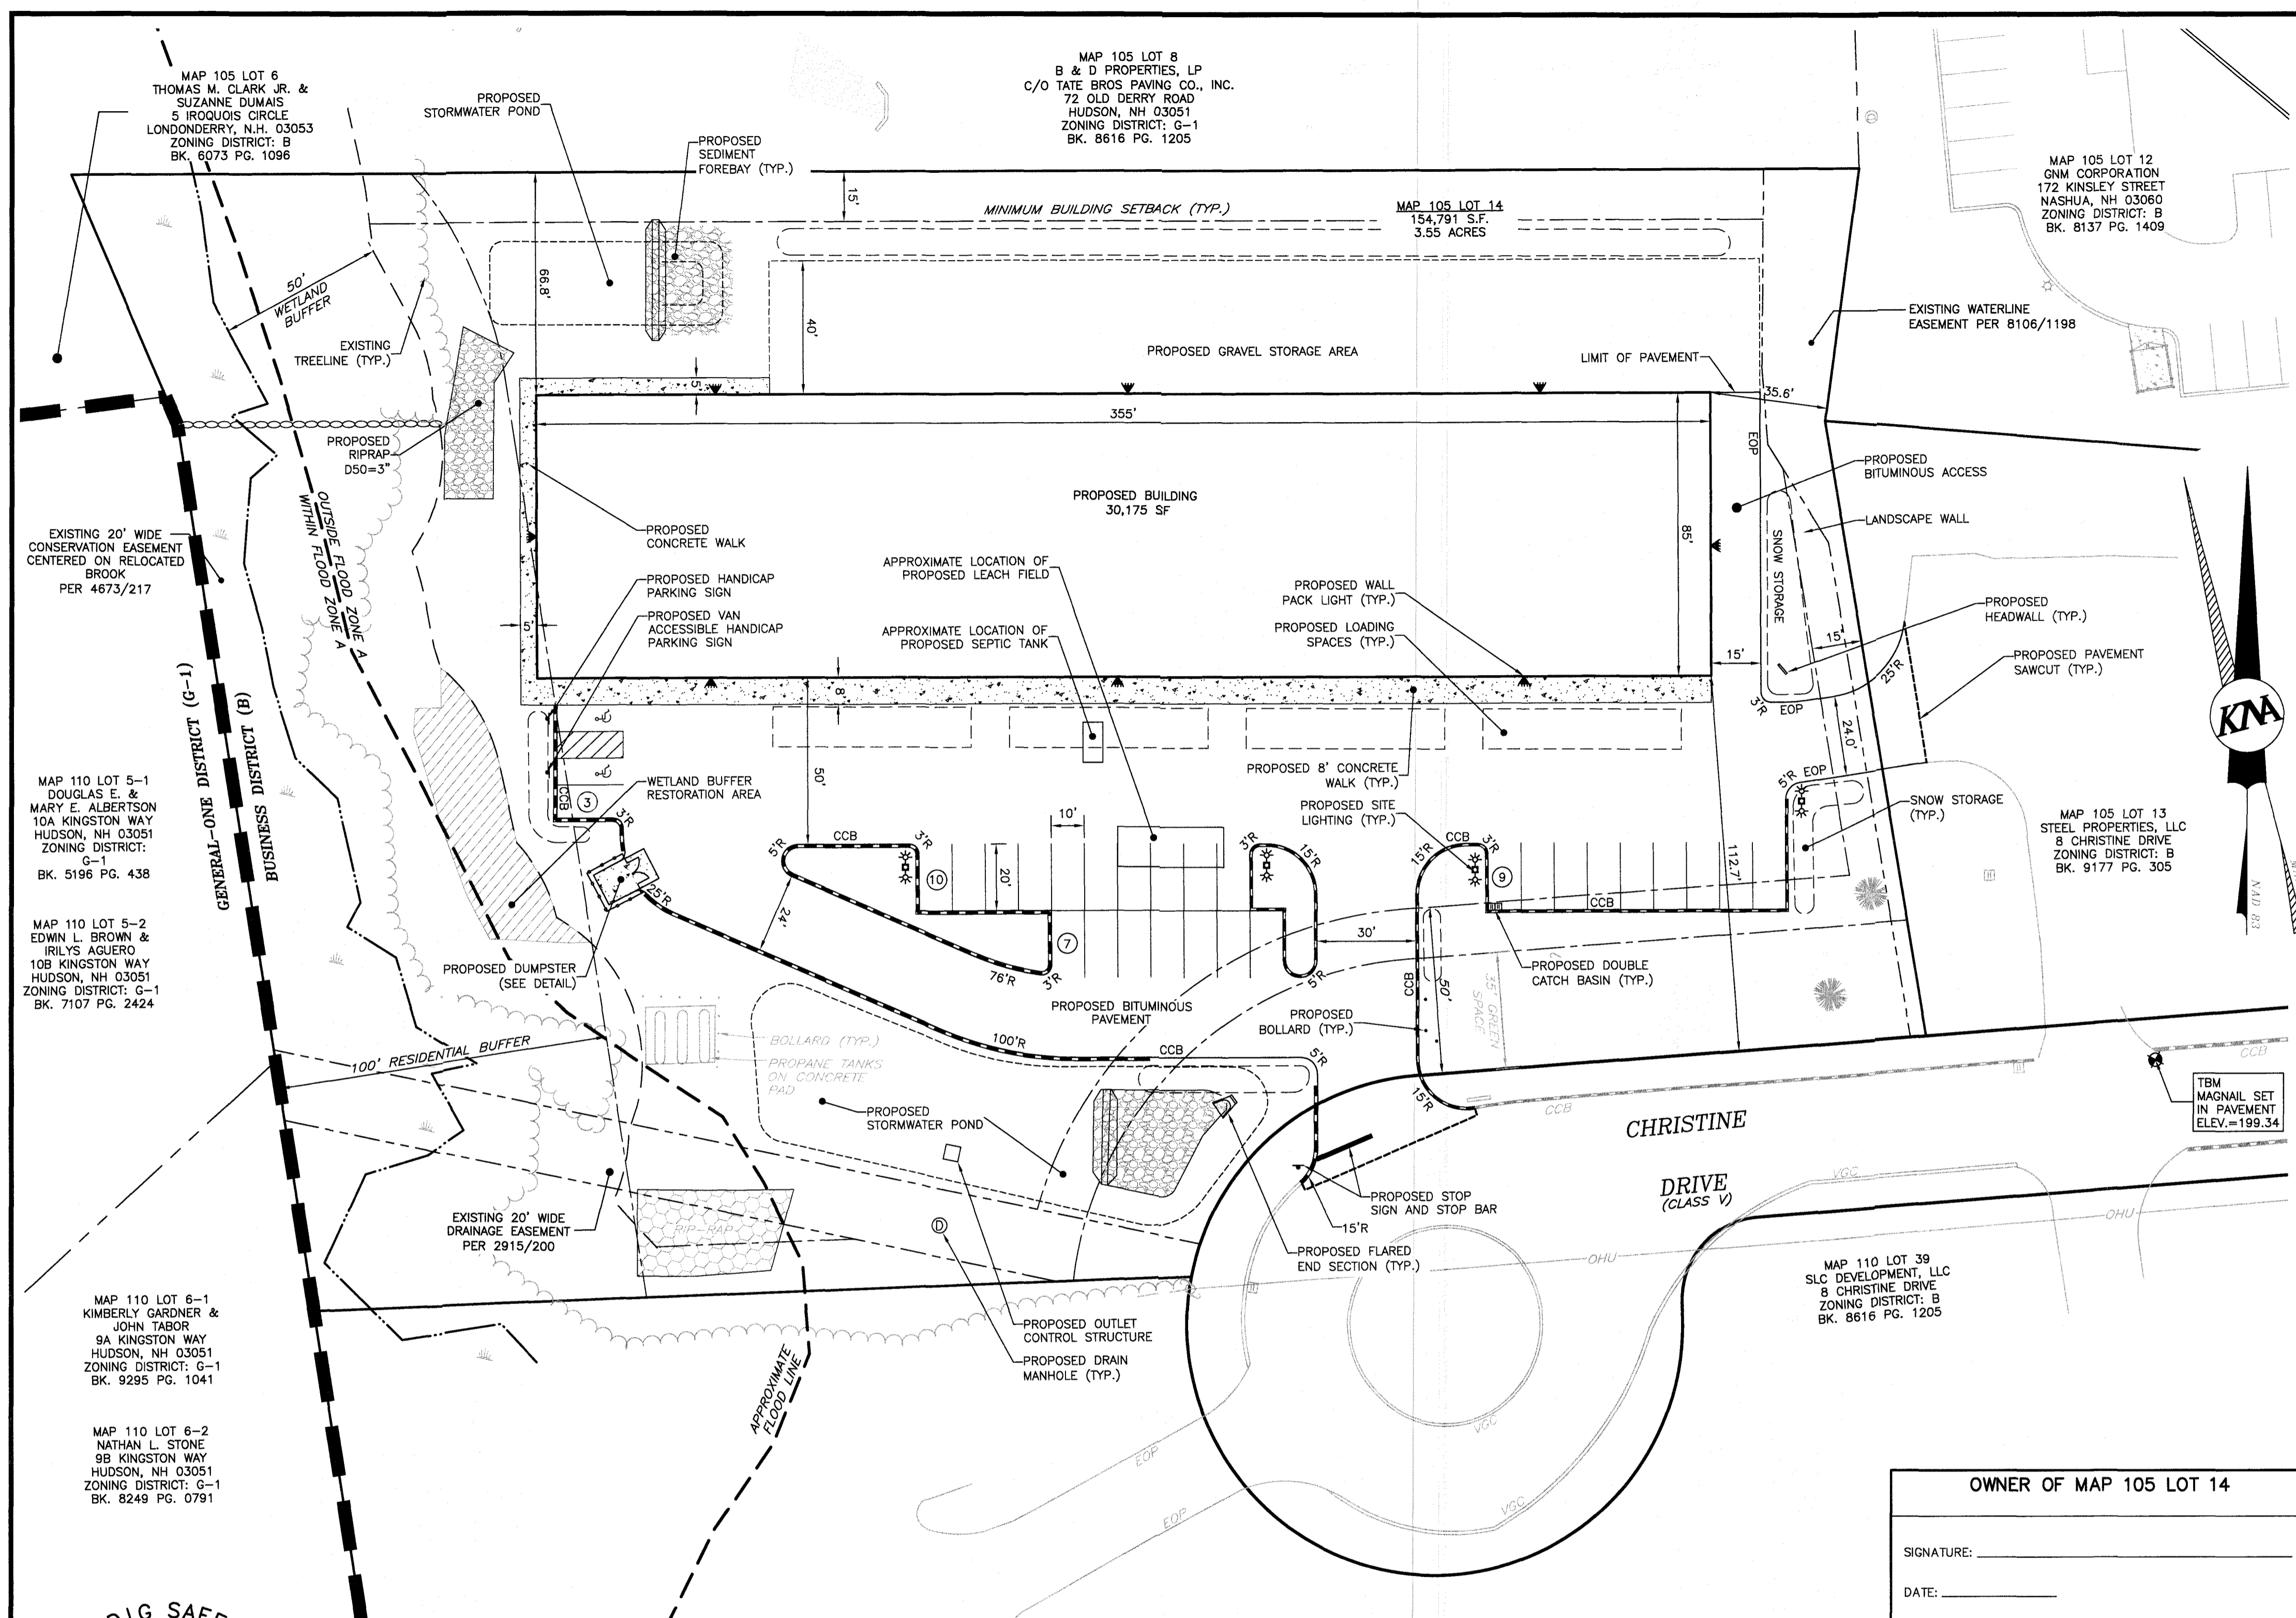 MAP 105 LOT 6
THOMAS M. CLARK JR. &
SUZANNE DUMAIS
5 IROQUOIS CIRCLE
LONDONDERRY, N.H. 03053
ZONING DISTRICT: B
BK. 6073 PG. 1096
PROPOSED
STORMWATER POND
PROPOSED
SEDIMENT
FOREBAY (TYP.)
MAP 105 LOT 8
B & D PROPERTIES, LP
C/O TATE BROS PAVING CO., INC.
72 OLD DERRY ROAD
HUDSON, NH 03051
ZONING DISTRICT: G-1
BK. 8616 PG. 1205
MAP 105 LOT 12
GNM CORPORATION
172 KINSLEY STREET
NASHUA, NH 03060
ZONING DISTRICT: B
BK. 8137 PG. 1409
15'
MINIMUM BUILDING SETBACK (TYP.)
MAP 105 LOT 14
154,791 S.F.
3.55 ACRES
50'
WETLAND
BUFFER
66.8'
40'
EXISTING
TREELINE (TYP.)
PROPOSED GRAVEL STORAGE AREA
LIMIT OF PAVEMENT
EXISTING WATERLINE
EASEMENT PER 8106/1198
5'
355'
35.6'
PROPOSED
RIPRAP
D50=3"
EOP
PROPOSED
BITUMINOUS ACCESS
PROPOSED BUILDING
30,175 SF
85'
LANDSCAPE WALL
SNOW STORAGE
OUTSIDE FLOOD ZONE A
WITHIN FLOOD ZONE A
EXISTING 20' WIDE
CONSERVATION EASEMENT
CENTERED ON RELOCATED
BROOK
PER 4673/217
PROPOSED
CONCRETE WALK
PROPOSED HANDICAP
PARKING SIGN
PROPOSED VAN
ACCESSIBLE HANDICAP
PARKING SIGN
APPROXIMATE LOCATION OF
PROPOSED LEACH FIELD
APPROXIMATE LOCATION OF
PROPOSED SEPTIC TANK
PROPOSED WALL
PACK LIGHT (TYP.)
PROPOSED LOADING
SPACES (TYP.)
PROPOSED
HEADWALL (TYP.)
PROPOSED PAVEMENT
SAWCUT (TYP.)
5'
15'
15'
25'R
8'
3'R
EOP
24.0'
KNA
GENERAL-ONE DISTRICT (G-1)
BUSINESS DISTRICT (B)
50'
PROPOSED 8' CONCRETE
WALK (TYP.)
5'R
EOP
WETLAND BUFFER
RESTORATION AREA
CCB
3
3'R
10'
PROPOSED SITE
LIGHTING (TYP.)
SNOW STORAGE
(TYP.)
MAP 110 LOT 5-1
DOUGLAS E. &
MARY E. ALBERTSON
10A KINGSTON WAY
HUDSON, NH 03051
ZONING DISTRICT:
G-1
BK. 5196 PG. 438
MAP 105 LOT 13
STEEL PROPERTIES, LLC
8 CHRISTINE DRIVE
ZONING DISTRICT: B
BK. 9177 PG. 305
5'R
CCB
3'R
3'R
15'R
15'R
CCB
3'R
112.7'
10
20'
9
CCB
25'R
24'
NAD 83
MAP 110 LOT 5-2
EDWIN L. BROWN &
IRILYS AGUERO
10B KINGSTON WAY
HUDSON, NH 03051
ZONING DISTRICT: G-1
BK. 7107 PG. 2424
7
30'
PROPOSED DUMPSTER
(SEE DETAIL)
76'R
3'R
5'R
CCB
50'
35' GREEN
SPACE
PROPOSED DOUBLE
CATCH BASIN (TYP.)
PROPOSED BITUMINOUS
PAVEMENT
PROPOSED
BOLLARD (TYP.)
100' RESIDENTIAL BUFFER
BOLLARD (TYP.)
PROPANE TANKS
ON CONCRETE
PAD
100'R
CCB
5'R
15'R
CCB
CCB
TBM
MAGNAIL SET
IN PAVEMENT
ELEV.=199.34
PROPOSED
STORMWATER POND
CHRISTINE
DRIVE
(CLASS V)
VGC
EXISTING 20' WIDE
DRAINAGE EASEMENT
PER 2915/200
RIP-RAP
D
PROPOSED STOP
SIGN AND STOP BAR
15'R
PROPOSED FLARED
END SECTION (TYP.)
OHU
OHU
MAP 110 LOT 39
SLC DEVELOPMENT, LLC
8 CHRISTINE DRIVE
ZONING DISTRICT: B
BK. 8616 PG. 1205
MAP 110 LOT 6-1
KIMBERLY GARDNER &
JOHN TABOR
9A KINGSTON WAY
HUDSON, NH 03051
ZONING DISTRICT: G-1
BK. 9295 PG. 1041
PROPOSED OUTLET
CONTROL STRUCTURE
PROPOSED DRAIN
MANHOLE (TYP.)
APPROXIMATE
FLOOD LINE
VGC
MAP 110 LOT 6-2
NATHAN L. STONE
9B KINGSTON WAY
HUDSON, NH 03051
ZONING DISTRICT: G-1
BK. 8249 PG. 0791
EOP
EOP
VGC
OWNER OF MAP 105 LOT 14
SIGNATURE:
DATE:
DIG SAFE